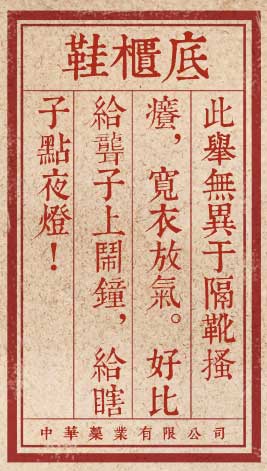 鞋櫃底
此舉無異于隔靴搔
癢，寬衣放氣。好比
給聾子上鬧鐘，給瞎
子點夜燈！
中華藥業有限公司